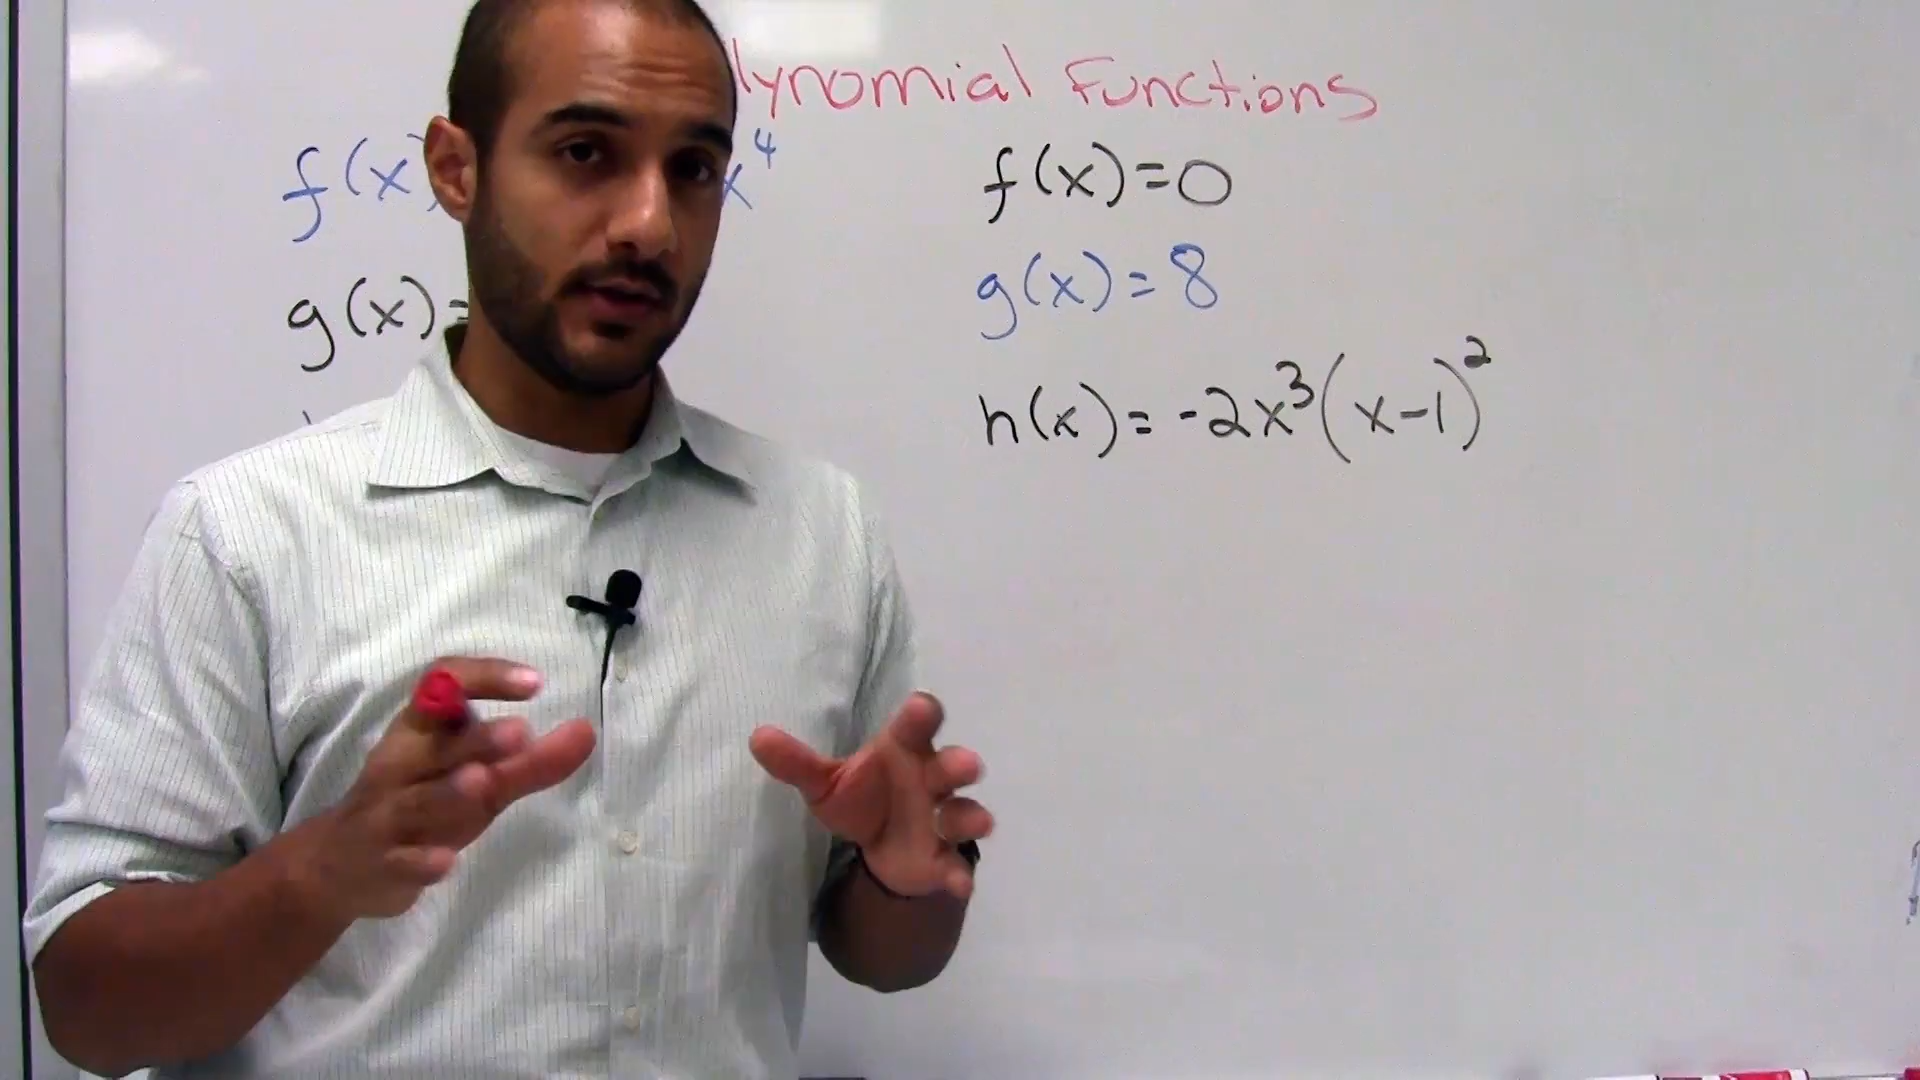 lynomial Functions
f(x) x⁴
g(x)=
f(x)=0
g(x)=8
h(x)=-2x³(x-1)²